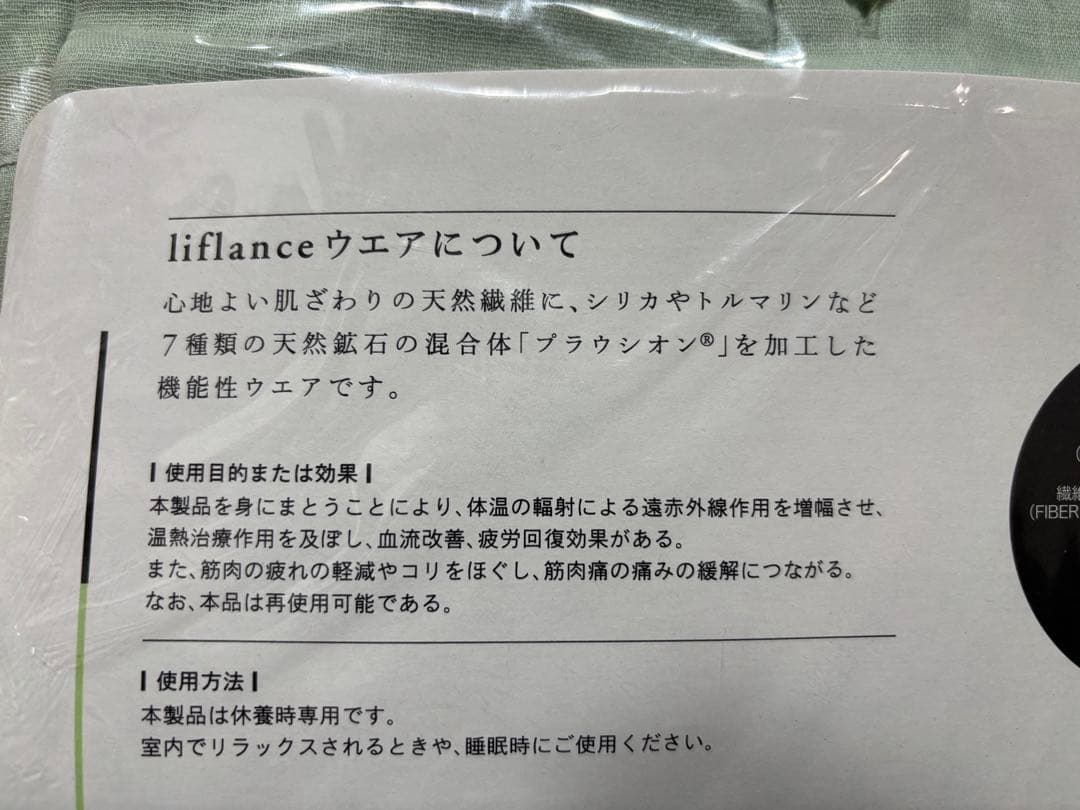 liflanceウエアについて
心地よい肌ざわりの天然繊維に、シリカやトルマリンなど
7種類の天然鉱石の混合体「プラウシオン®」を加工した
機能性ウエアです。
┃使用目的または効果┃
本製品を身にまとうことにより、体温の輻射による遠赤外線作用を増幅させ、
温熱治療作用を及ぼし、血流改善、疲労回復効果がある。
また、筋肉の疲れの軽減やコリをほぐし、筋肉痛の痛みの緩解につながる。
なお、本品は再使用可能である。
┃使用方法┃
本製品は休養時専用です。
室内でリラックスされるときや、睡眠時にご使用ください。
(FIBER